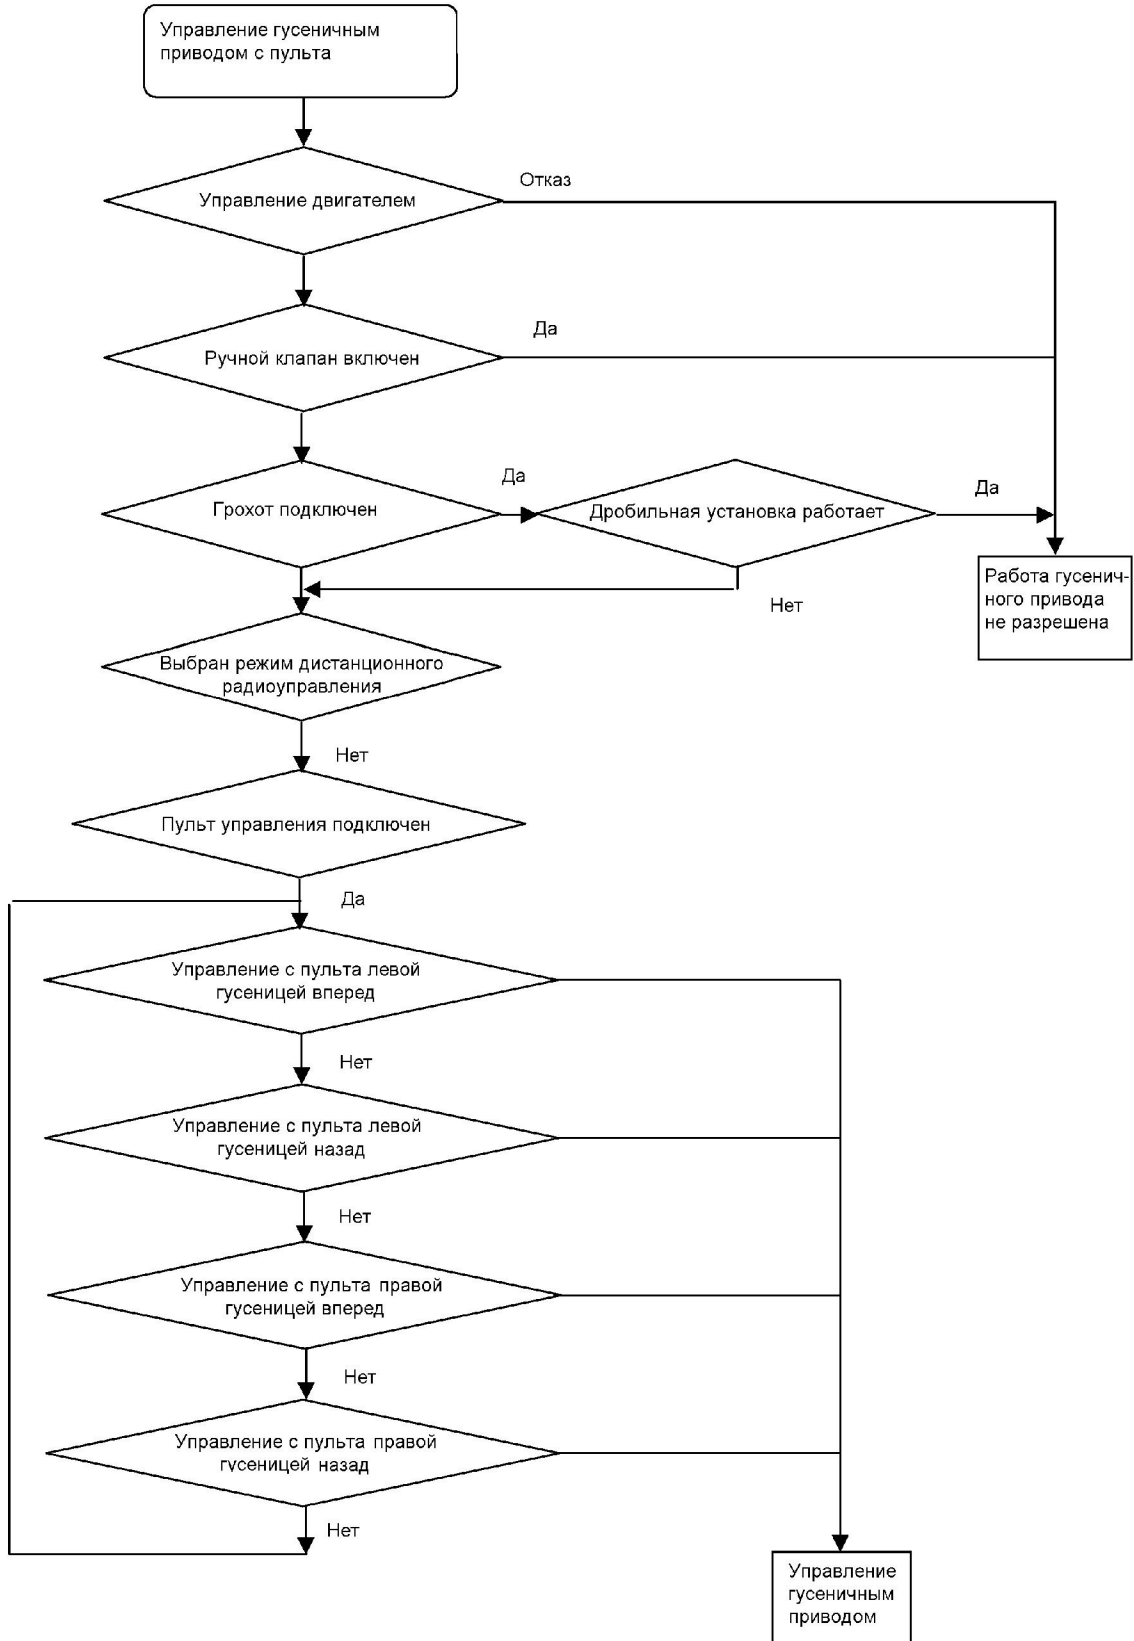 Управление гусеничным
приводом с пульта
Отказ
Управление двигателем
Да
Ручной клапан включен
Да
Грохот подключен
Дробильная установка работает
Да
Работа гусенич-
ного привода
не разрешена
Нет
Выбран режим дистанционного
радиоуправления
Нет
Пульт управления подключен
Да
Управление с пульта левой
гусеницей вперед
Нет
Управление с пульта левой
гусеницей назад
Нет
Управление с пульта правой
гусеницей вперед
Нет
Управление с пульта правой
гусеницей назад
Нет
Управление
гусеничным
приводом